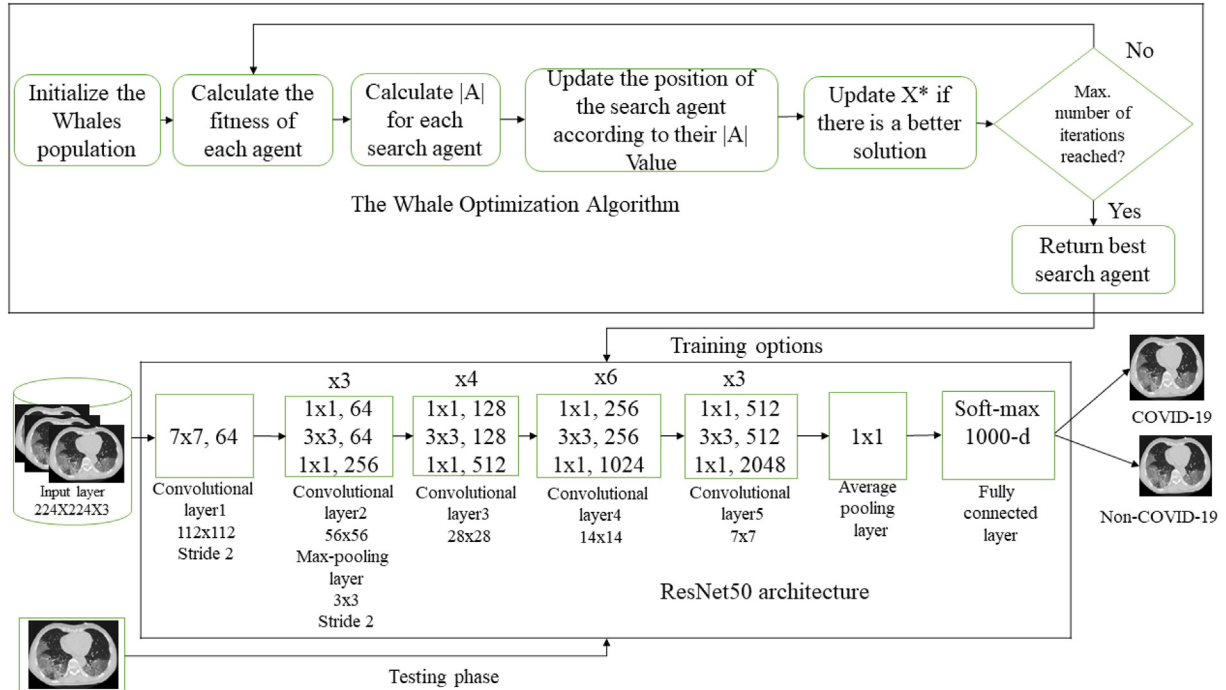 Initialize the
Whales
population
Calculate the
fitness of
each agent
Calculate |A|
for each
search agent
Update the position of
the search agent
according to their |A|
Value
Update X* if
there is a better
solution
Max.
number of
iterations
reached?
No
Yes
Return best
search agent
The Whale Optimization Algorithm
Training options
Input layer
224X224X3
7x7, 64
Convolutional
layer1
112x112
Stride 2
x3
1x1, 64
3x3, 64
1x1, 256
Convolutional
layer2
56x56
Max-pooling
layer
3x3
Stride 2
x4
1x1, 128
3x3, 128
1x1, 512
Convolutional
layer3
28x28
x6
1x1, 256
3x3, 256
1x1, 1024
Convolutional
layer4
14x14
x3
1x1, 512
3x3, 512
1x1, 2048
Convolutional
layer5
7x7
1x1
Average
pooling
layer
Soft-max
1000-d
Fully
connected
layer
COVID-19
Non-COVID-19
ResNet50 architecture
Testing phase